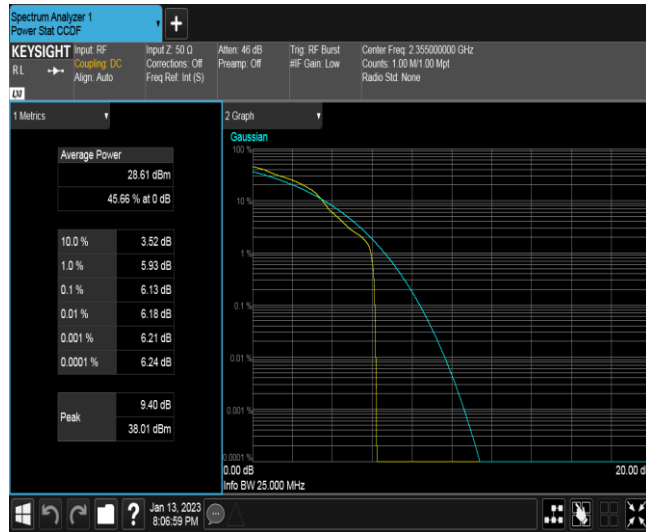 Spectrum Analyzer 1
Power Stat CCDF
+
KEYSIGHT
RL
LXI
Input: RF
Coupling: DC
Align: Auto
Input Z: 50 Ω
Corrections: Off
Freq Ref: Int (S)
Atten: 46 dB
Preamp: Off
Trig: RF Burst
#IF Gain: Low
Center Freq: 2.355000000 GHz
Counts: 1.00 M/1.00 Mpt
Radio Std: None
1 Metrics
Average Power
28.61 dBm
45.66 % at 0 dB
10.0 % 3.52 dB
1.0 % 5.93 dB
0.1 % 6.13 dB
0.01 % 6.18 dB
0.001 % 6.21 dB
0.0001 % 6.24 dB
Peak
9.40 dB
38.01 dBm
2 Graph
Gaussian
100 %
10 %
1 %
0.1 %
0.01 %
0.001 %
0.0001 %
0.00 dB
20.00 d
Info BW 25.000 MHz
?
Jan 13, 2023
8:06:59 PM